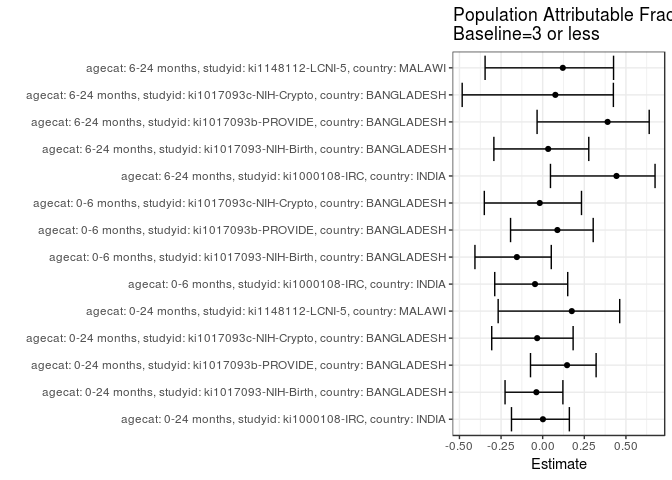 Population Attributable Frac
Baseline=3 or less
agecat: 6-24 months, studyid: ki1148112-LCNI-5, country: MALAWI
agecat: 6-24 months, studyid: ki1017093c-NIH-Crypto, country: BANGLADESH
agecat: 6-24 months, studyid: ki1017093b-PROVIDE, country: BANGLADESH
agecat: 6-24 months, studyid: ki1017093-NIH-Birth, country: BANGLADESH
agecat: 6-24 months, studyid: ki1000108-IRC, country: INDIA
agecat: 0-6 months, studyid: ki1017093c-NIH-Crypto, country: BANGLADESH
agecat: 0-6 months, studyid: ki1017093b-PROVIDE, country: BANGLADESH
agecat: 0-6 months, studyid: ki1017093-NIH-Birth, country: BANGLADESH
agecat: 0-6 months, studyid: ki1000108-IRC, country: INDIA
agecat: 0-24 months, studyid: ki1148112-LCNI-5, country: MALAWI
agecat: 0-24 months, studyid: ki1017093c-NIH-Crypto, country: BANGLADESH
agecat: 0-24 months, studyid: ki1017093b-PROVIDE, country: BANGLADESH
agecat: 0-24 months, studyid: ki1017093-NIH-Birth, country: BANGLADESH
agecat: 0-24 months, studyid: ki1000108-IRC, country: INDIA
-0.50 -0.25 0.00 0.25 0.50
Estimate